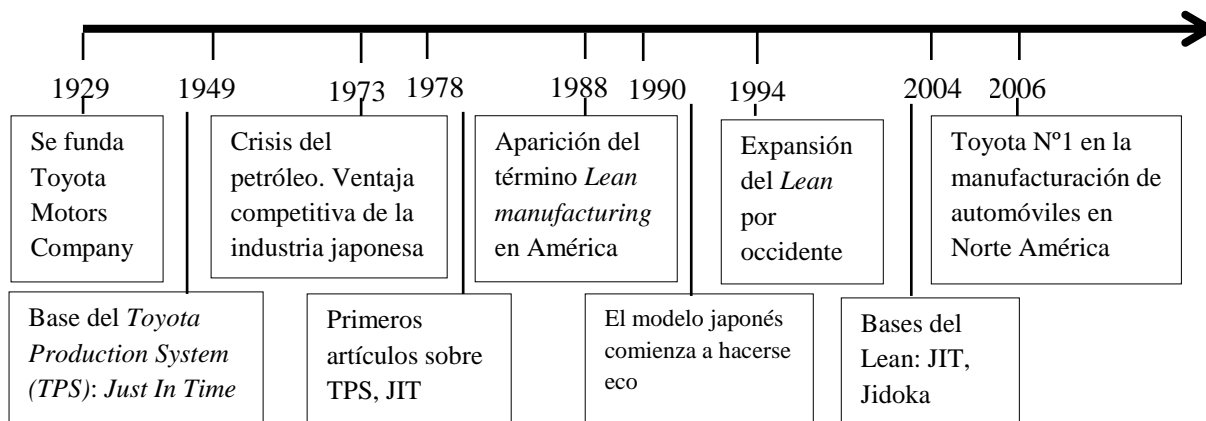 1929
1949
1973
1978
1988
1990
1994
2004
2006
Se funda
Toyota
Motors
Company
Crisis del
petróleo. Ventaja
competitiva de la
industria japonesa
Aparición del
término Lean
manufacturing
en América
Expansión
del Lean
por
occidente
Toyota Nº1 en la
manufacturación de
automóviles en
Norte América
Base del Toyota
Production System
(TPS): Just In Time
Primeros
artículos sobre
TPS, JIT
El modelo japonés
comienza a hacerse
eco
Bases del
Lean: JIT,
Jidoka